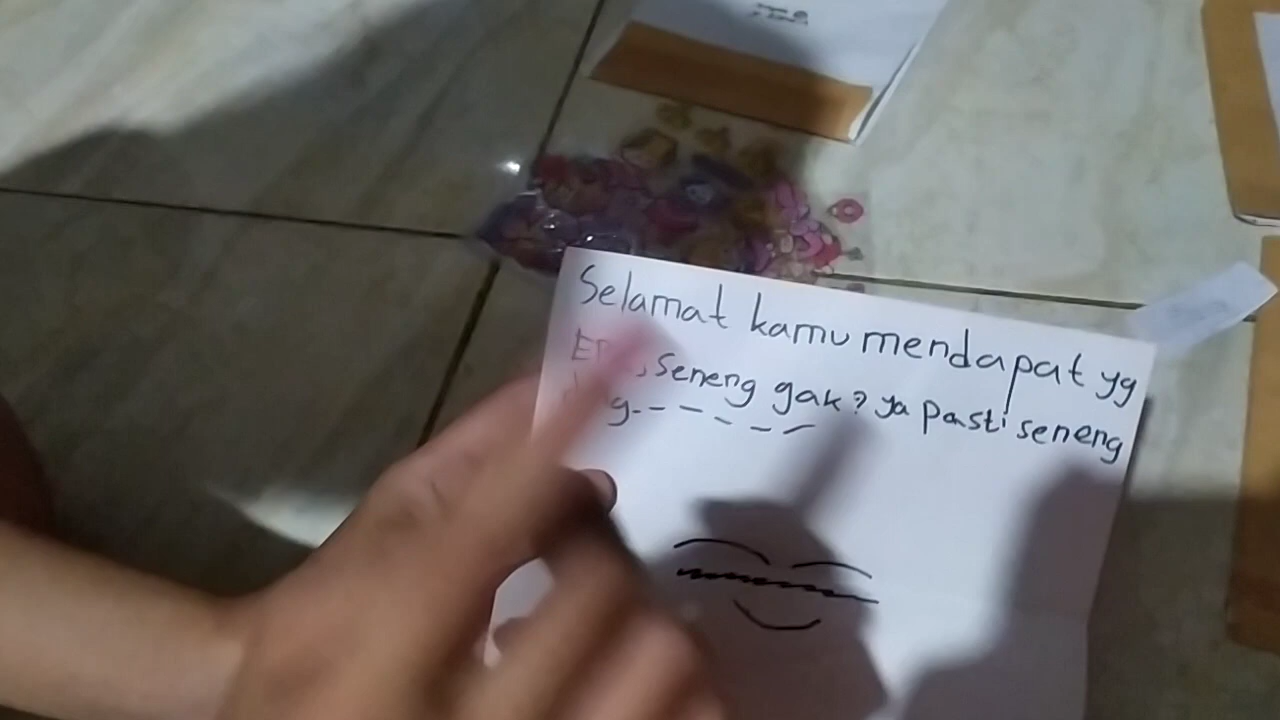 Selamat kamu mendapat yg
seneng gak? ya pasti seneng